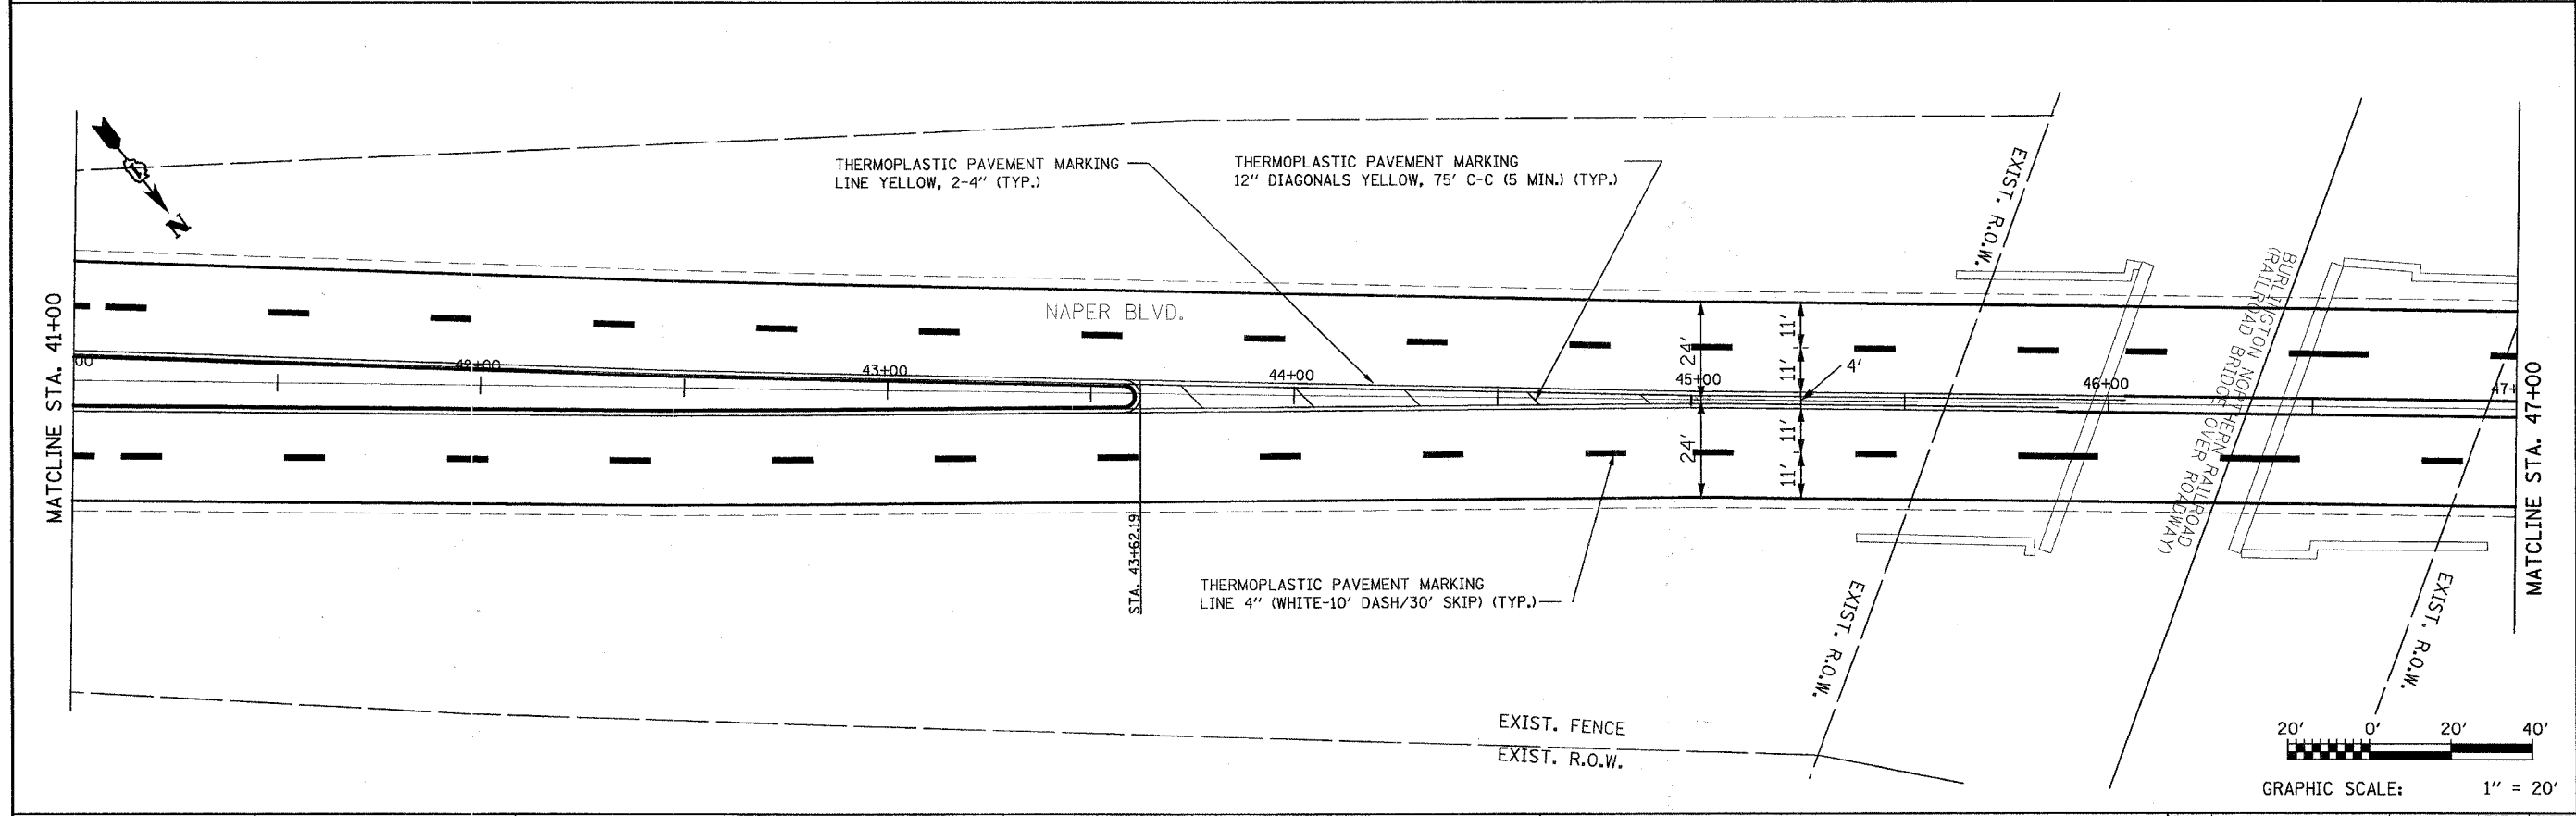 THERMOPLASTIC PAVEMENT MARKING
LINE YELLOW, 2-4" (TYP.)
THERMOPLASTIC PAVEMENT MARKING
12" DIAGONALS YELLOW, 75' C-C (5 MIN.) (TYP.)
N
EXIST. R.O.W.
BURLINGTON NORTHERN RAILROAD
(RAILROAD BRIDGE OVER ROADWAY)
NAPER BLVD.
MATCLINE STA. 41+00
00
42+00
43+00
44+00
45+00
46+00
47+
MATCLINE STA. 47+00
24'
11'
11'
4'
24'
11'
11'
STA. 43+62.19
THERMOPLASTIC PAVEMENT MARKING
LINE 4" (WHITE-10' DASH/30' SKIP) (TYP.)
EXIST. R.O.W.
EXIST. R.O.W.
EXIST. FENCE
EXIST. R.O.W.
20' 0' 20' 40'
GRAPHIC SCALE: 1" = 20'